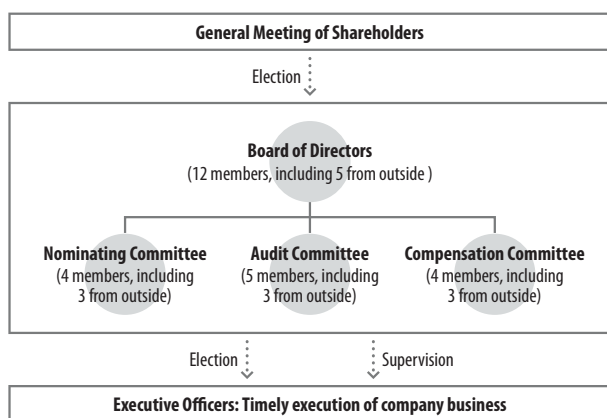 General Meeting of Shareholders
Election
Board of Directors
(12 members, including 5 from outside )
Nominating Committee
(4 members, including
3 from outside)
Audit Committee
(5 members, including
3 from outside)
Compensation Committee
(4 members, including
3 from outside)
Election
Supervision
Executive Officers: Timely execution of company business